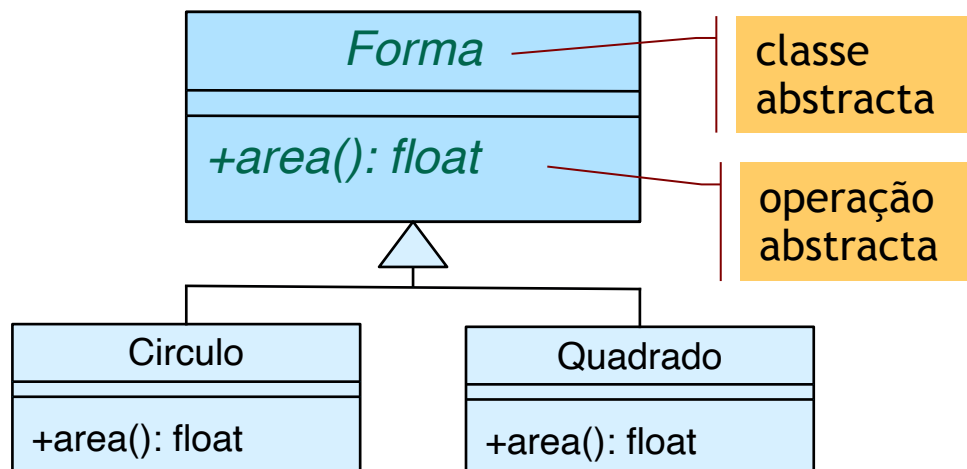 Forma
classe
abstracta
+area(): float
operação
abstracta
Circulo
Quadrado
+area(): float
+area(): float